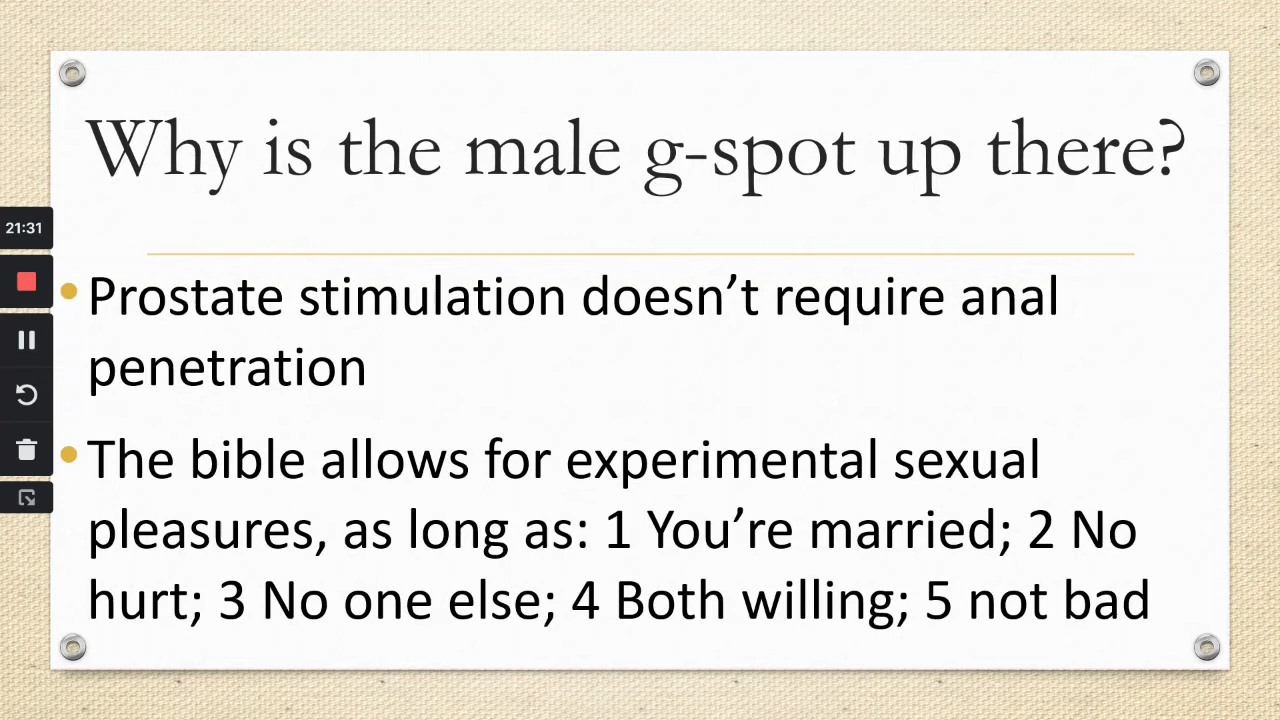 Why is the male g-spot up there?
21:31
• Prostate stimulation doesn’t require anal
penetration
• The bible allows for experimental sexual
pleasures, as long as: 1 You’re married; 2 No
hurt; 3 No one else; 4 Both willing; 5 not bad